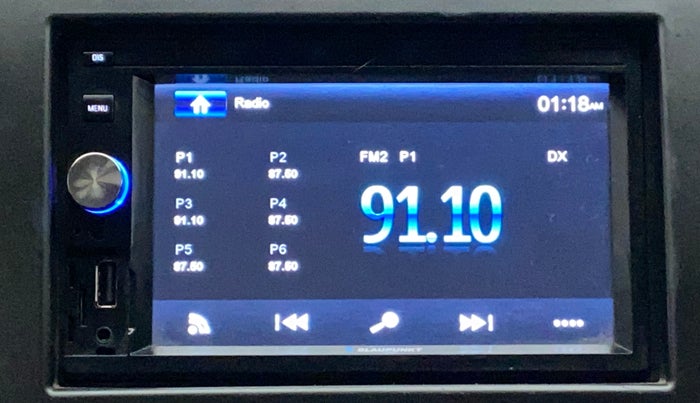 DIS
MENU
Radio
01:18AM
P1
91.10
P2
87.50
FM2 P1
DX
91.10
P3
91.10
P4
87.50
P5
87.50
P6
87.50
BLAUPUNKT